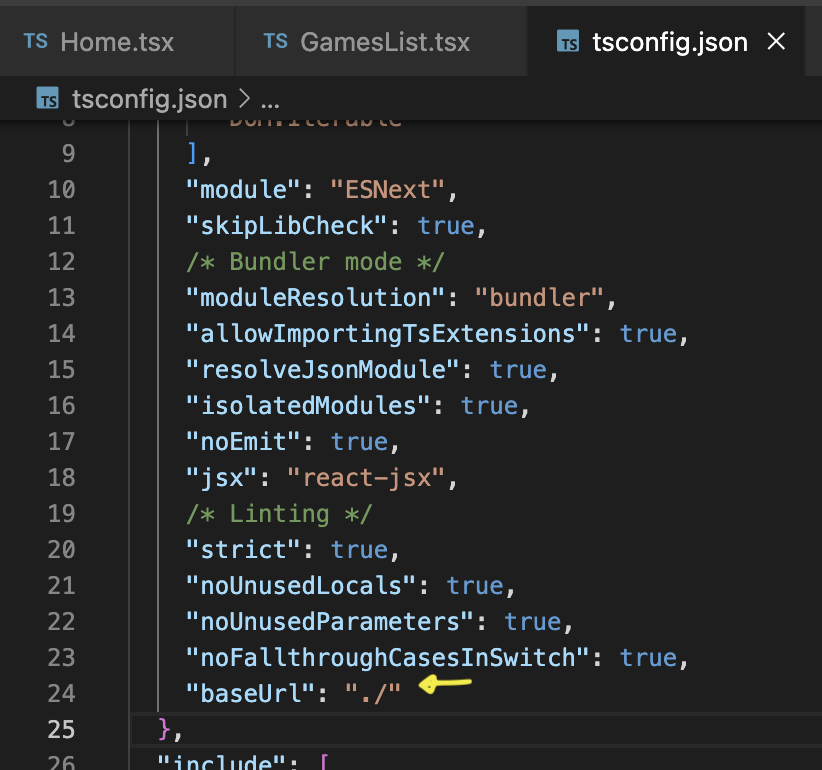 TS Home.tsx
TS GamesList.tsx
TS tsconfig.json ×
TS tsconfig.json > ...
8 "Dom.Iterable"
9 ],
10 "module": "ESNext",
11 "skipLibCheck": true,
12 /* Bundler mode */
13 "moduleResolution": "bundler",
14 "allowImportingTsExtensions": true,
15 "resolveJsonModule": true,
16 "isolatedModules": true,
17 "noEmit": true,
18 "jsx": "react-jsx",
19 /* Linting */
20 "strict": true,
21 "noUnusedLocals": true,
22 "noUnusedParameters": true,
23 "noFallthroughCasesInSwitch": true,
24 "baseUrl": "./"
25 },
26 "include": [